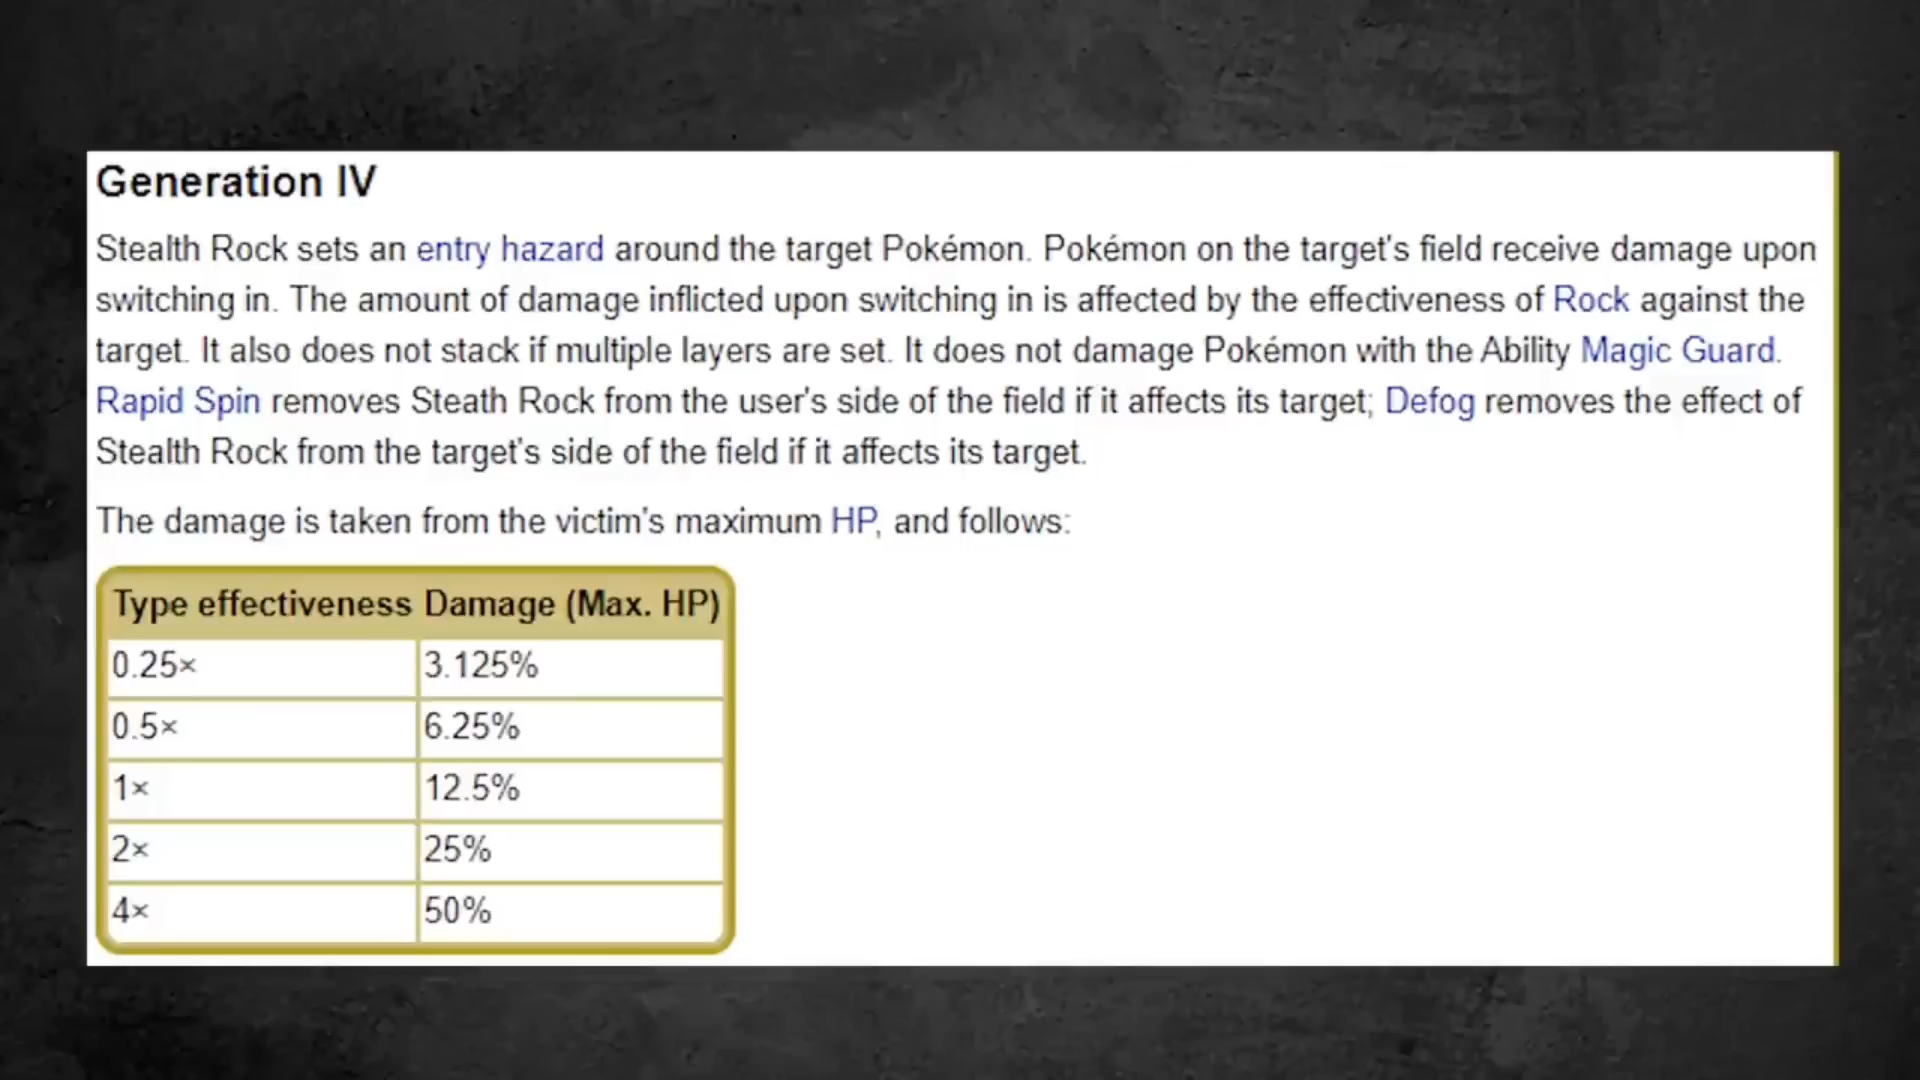 Generation IV
Stealth Rock sets an entry hazard around the target Pokémon. Pokémon on the target's field receive damage upon
switching in. The amount of damage inflicted upon switching in is affected by the effectiveness of Rock against the
target. It also does not stack if multiple layers are set. It does not damage Pokémon with the Ability Magic Guard.
Rapid Spin removes Steath Rock from the user's side of the field if it affects its target; Defog removes the effect of
Stealth Rock from the target's side of the field if it affects its target.
The damage is taken from the victim's maximum HP, and follows:
Type effectiveness Damage (Max. HP)
0.25× 3.125%
0.5× 6.25%
1× 12.5%
2× 25%
4× 50%